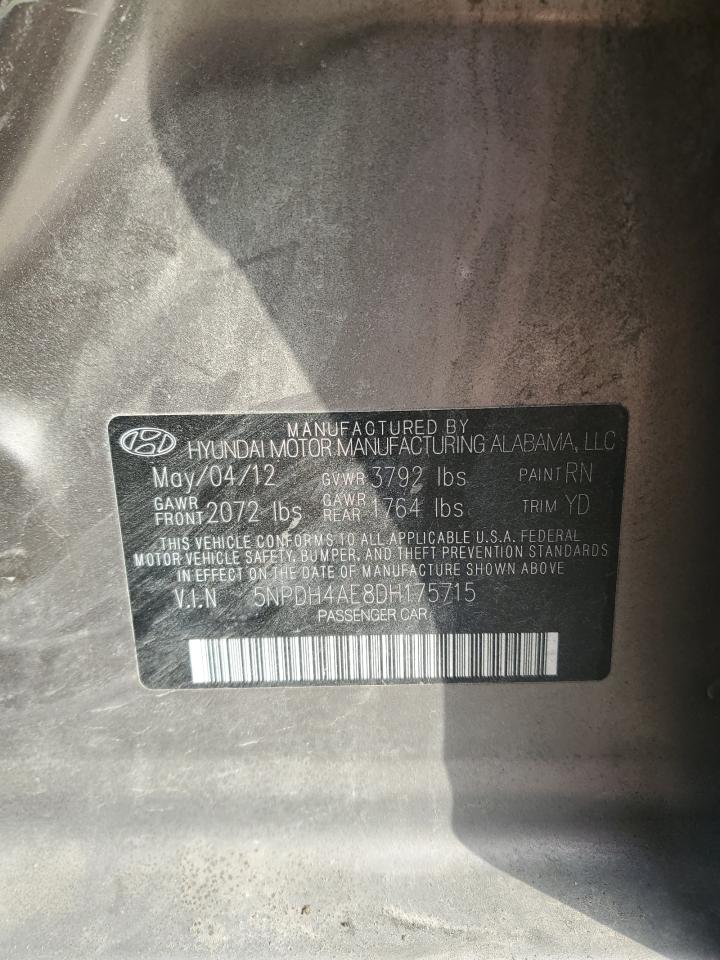 MANUFACTURED BY
HYUNDAI MOTOR MANUFACTURING ALABAMA, LLC
May/04/12 GVWR 3792 lbs PAINT RN
GAWR FRONT 2072 lbs GAWR REAR 1764 lbs TRIM YD
THIS VEHICLE CONFORMS TO ALL APPLICABLE U.S.A. FEDERAL
MOTOR VEHICLE SAFETY, BUMPER, AND THEFT PREVENTION STANDARDS
IN EFFECT ON THE DATE OF MANUFACTURE SHOWN ABOVE
V.I.N 5NPDH4AE8DH175715
PASSENGER CAR